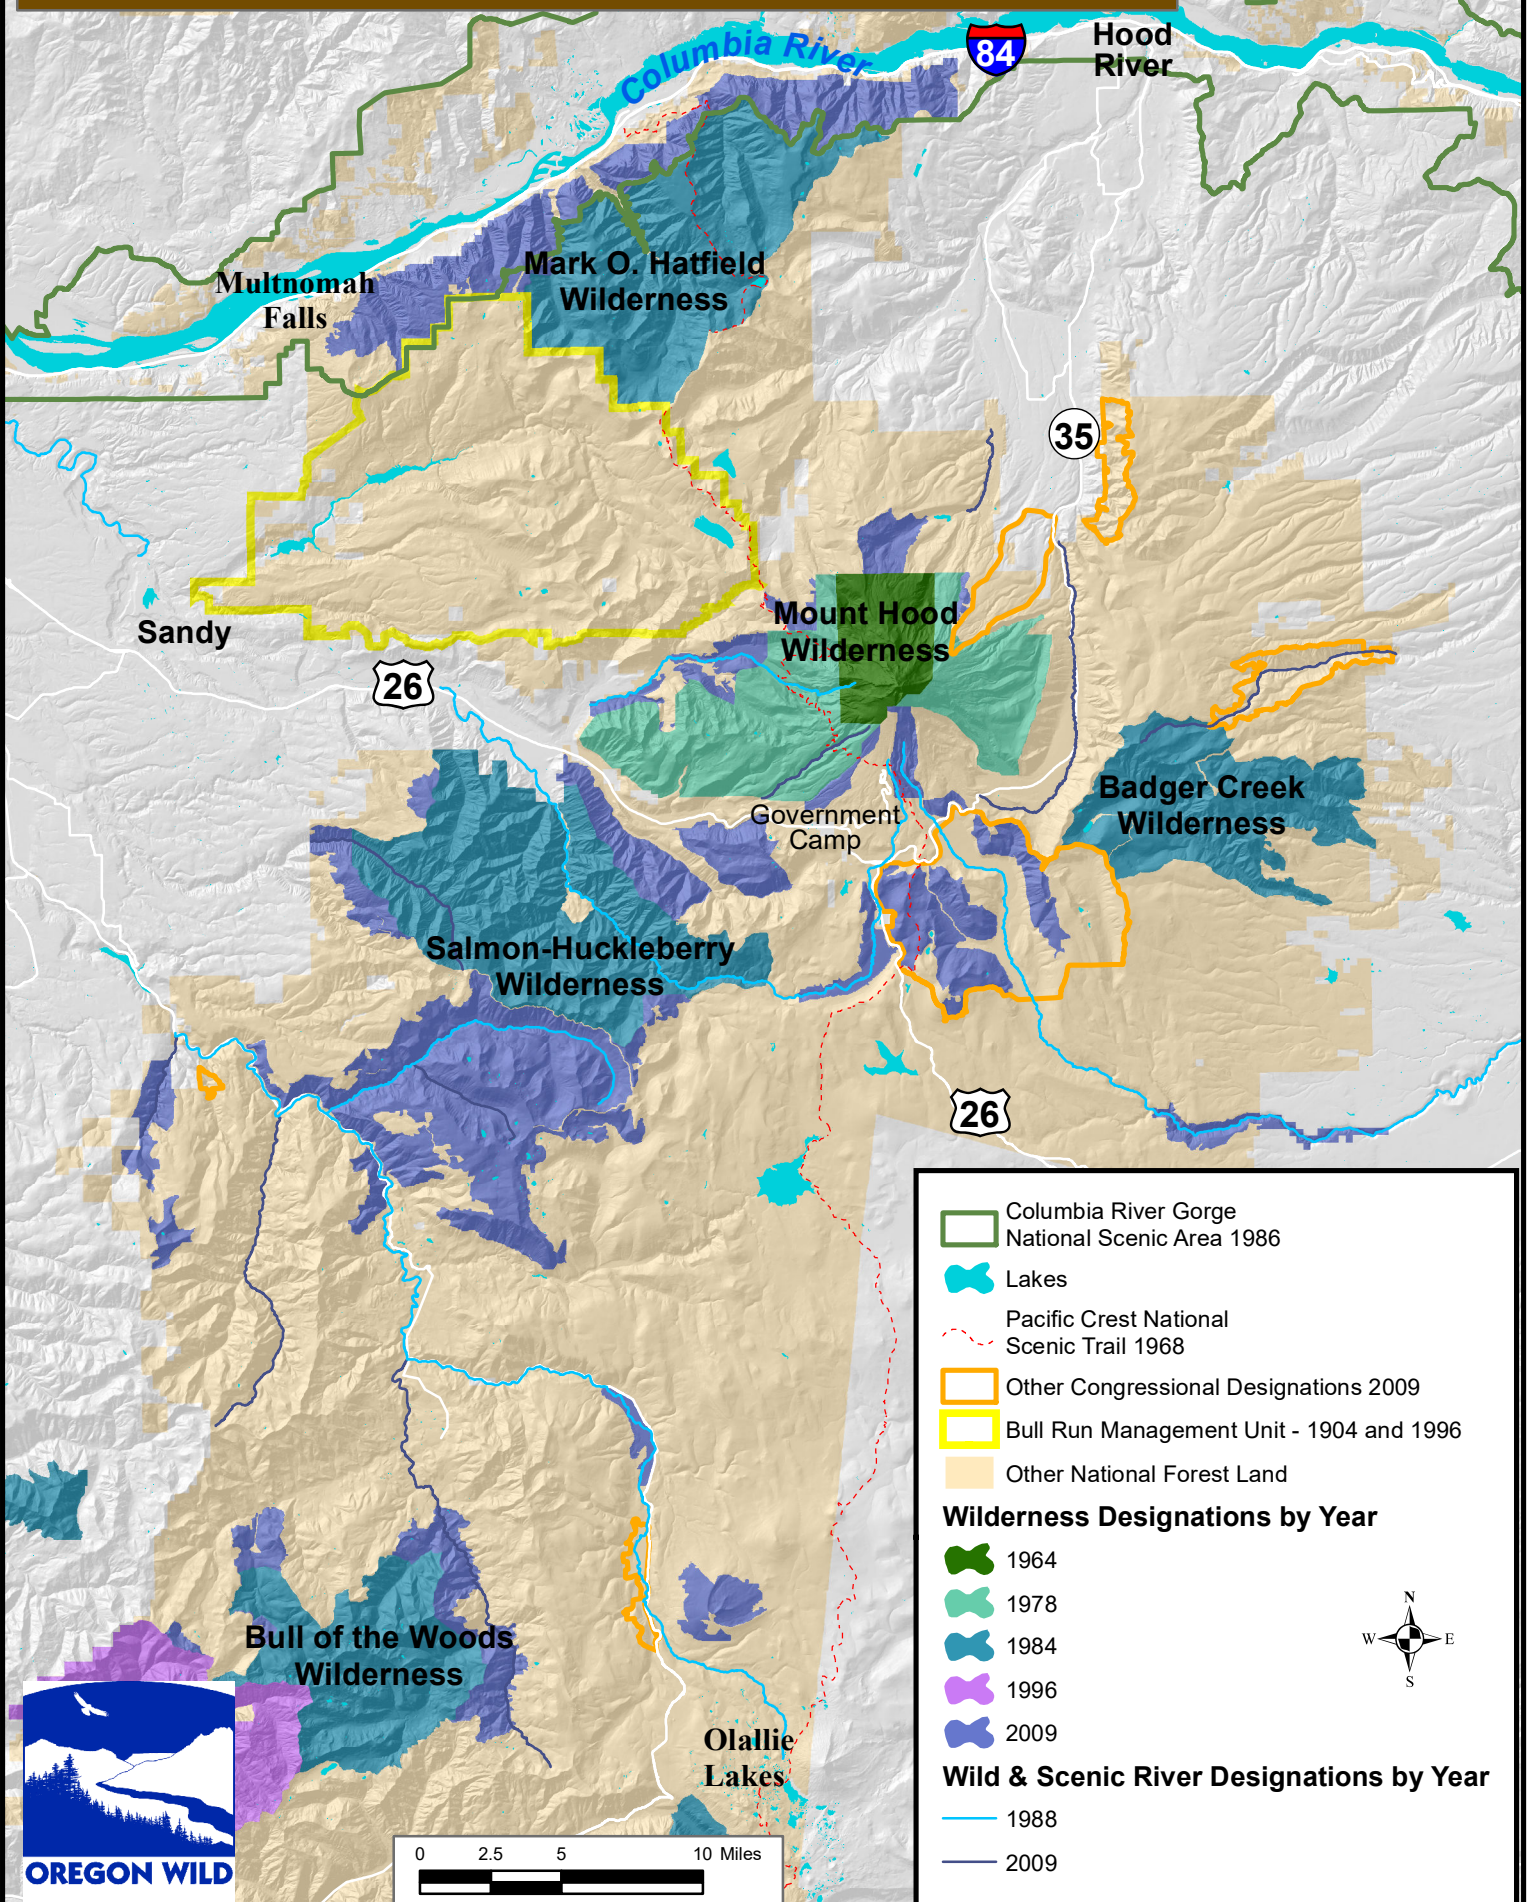 Columbia River
84
Hood
River
Multnomah
Falls
Mark O. Hatfield
Wilderness
35
Sandy
26
Mount Hood
Wilderness
Government
Camp
Badger Creek
Wilderness
Salmon-Huckleberry
Wilderness
26
Bull of the Woods
Wilderness
Olallie
Lakes
Columbia River Gorge
National Scenic Area 1986
Lakes
Pacific Crest National
Scenic Trail 1968
Other Congressional Designations 2009
Bull Run Management Unit - 1904 and 1996
Other National Forest Land
Wilderness Designations by Year
1964
1978
1984
1996
2009
N
W E
S
Wild & Scenic River Designations by Year
1988
2009
OREGON WILD
0 2.5 5 10 Miles